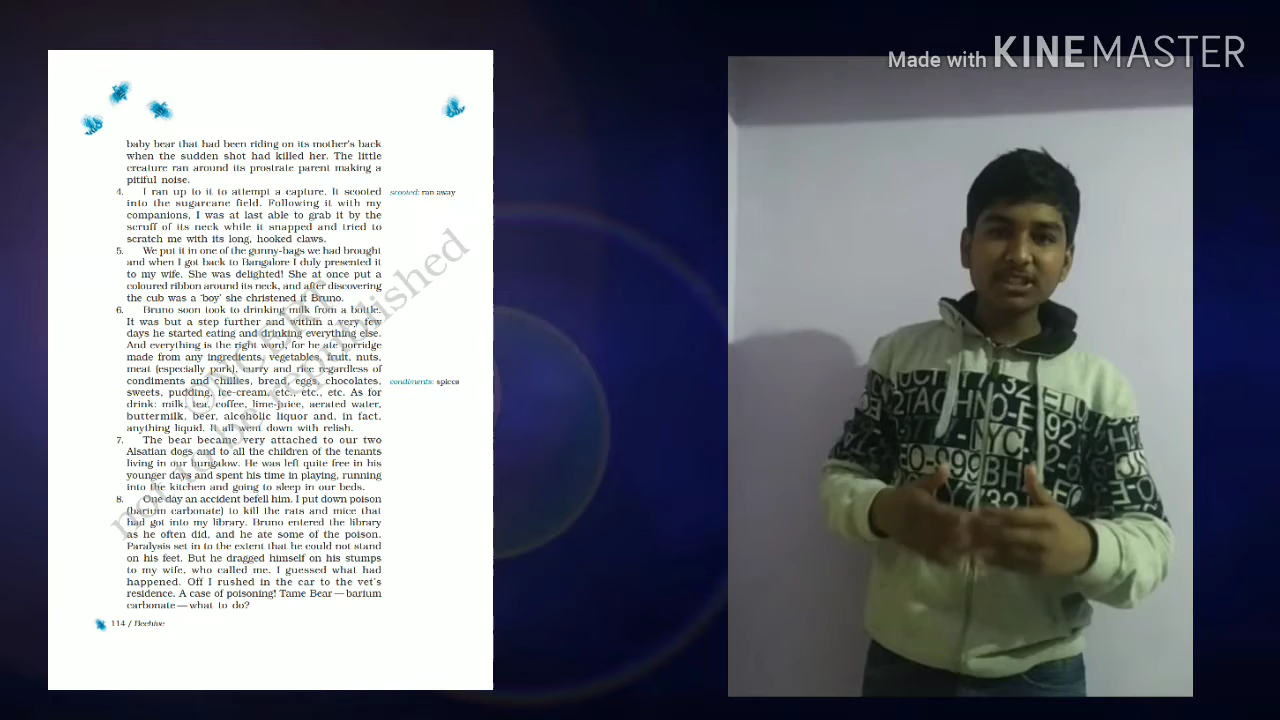 Made with KINEMASTER
baby bear that had been riding on its mother's back
when the sudden shot had killed her. The little
creature ran around its prostrate parent making a
pitiful noise.
4. I ran up to it to attempt a capture. It scooted
scooted: ran away
into the sugarcane field. Following it with my
companions, I was at last able to grab it by the
scruff of its neck while it snapped and tried to
scratch me with its long, hooked claws.
5. We put it in one of the gunny-bags we had brought
and when I got back to Bangalore I duly presented it
to my wife. She was delighted! She at once put a
coloured ribbon around its neck, and after discovering
the cub was a 'boy' she christened it Bruno.
6. Bruno soon took to drinking milk from a bottle.
It was but a step further and within a very few
days he started eating and drinking everything else.
And everything is the right word, for he ate porridge
made from any ingredients, vegetables, fruit, nuts,
meat (especially pork), curry and rice regardless of
condiments and chillies, bread, eggs, chocolates,
condiments: spices
sweets, pudding, ice-cream, etc., etc., etc. As for
drink: milk, tea, coffee, lime-juice, aerated water,
buttermilk, beer, alcoholic liquor and, in fact,
anything liquid. It all went down with relish.
7. The bear became very attached to our two
Alsatian dogs and to all the children of the tenants
living in our bungalow. He was left quite free in his
younger days and spent his time in playing, running
into the kitchen and going to sleep in our beds.
8. One day an accident befell him. I put down poison
(barium carbonate) to kill the rats and mice that
had got into my library. Bruno entered the library
as he often did, and he ate some of the poison.
Paralysis set in to the extent that he could not stand
on his feet. But he dragged himself on his stumps
to my wife, who called me. I guessed what had
happened. Off I rushed in the car to the vet's
residence. A case of poisoning! Tame Bear—barium
carbonate—what to do?
114 / Beehive
© NCERT
not to be republished